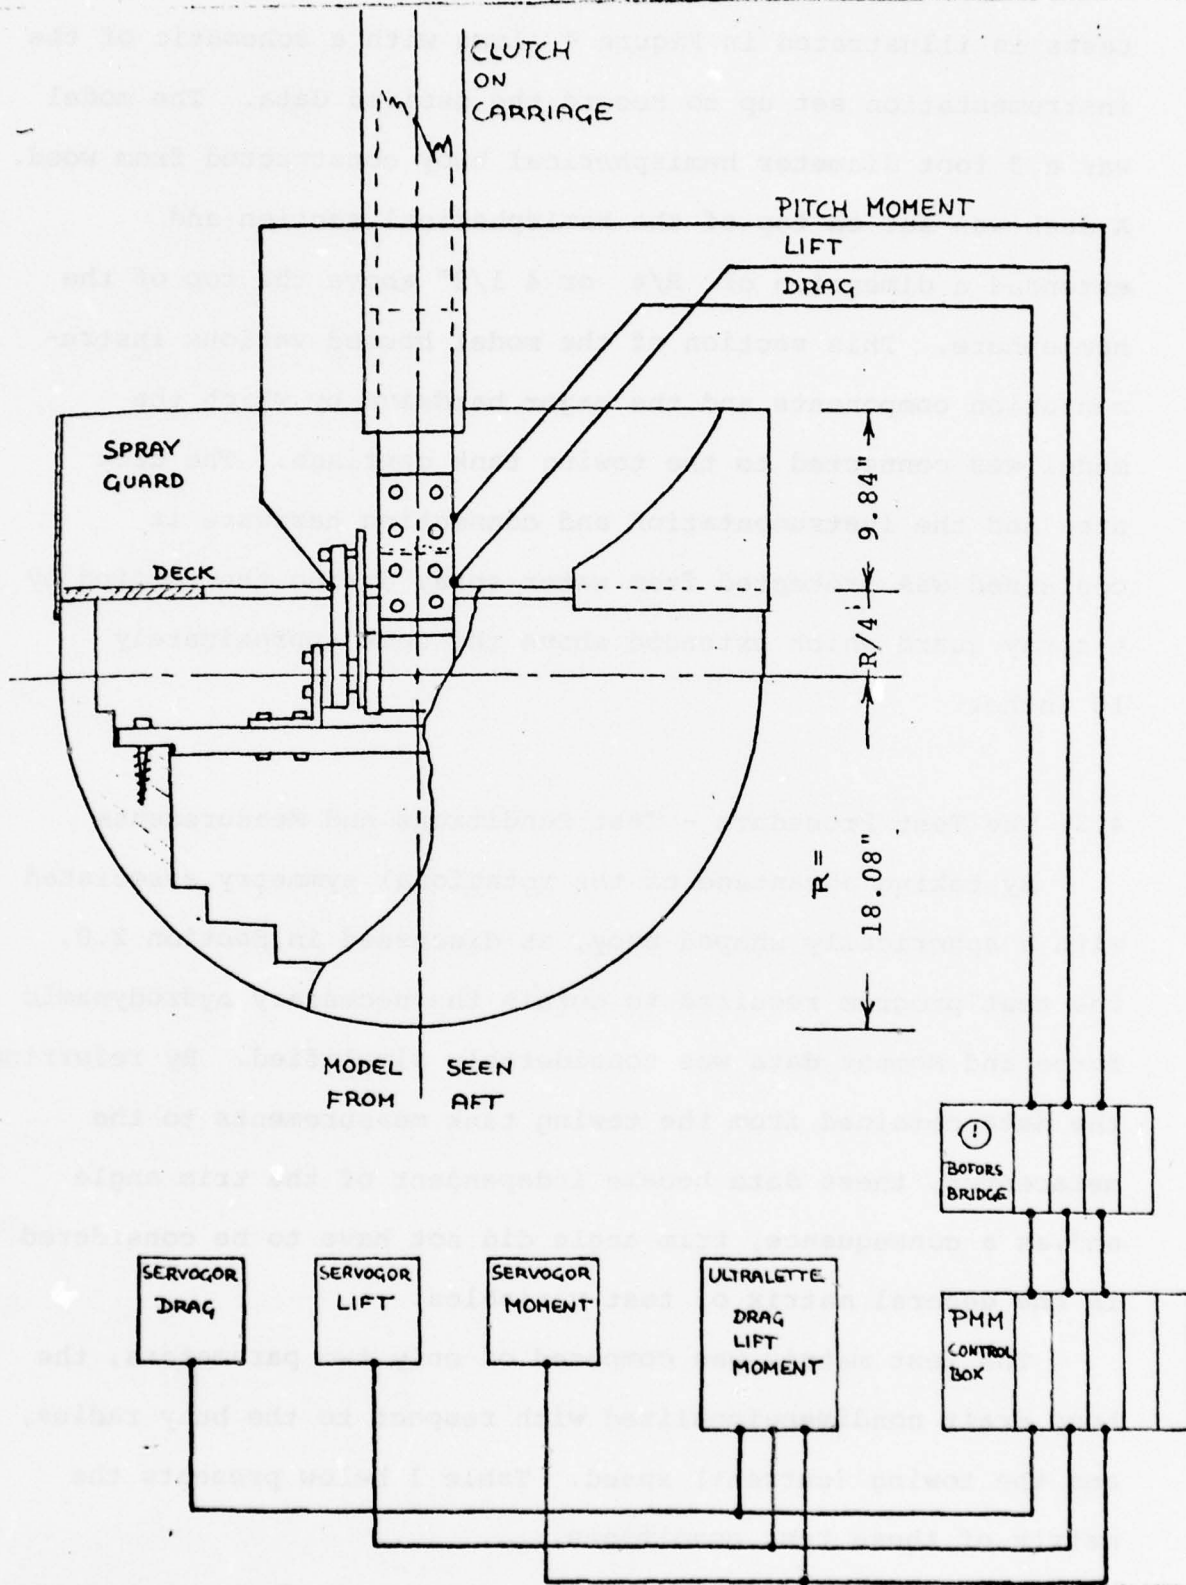 CLUTCH
ON
CARRIAGE
PITCH MOMENT
LIFT
DRAG
SPRAY
GUARD
DECK
9.84"
R/4
R =
18.08"
MODEL SEEN
FROM AFT
BOFORS
BRIDGE
SERVOGOR
DRAG
SERVOGOR
LIFT
SERVOGOR
MOMENT
ULTRALETTE
DRAG
LIFT
MOMENT
PMM
CONTROL
BOX